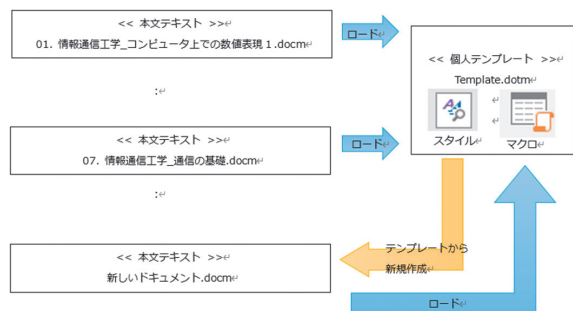 << 本文テキスト >>↵
01. 情報通信工学_コンピュータ上での数値表現１.docm↵
ロード↵
<< 個人テンプレート >>↵
Template.dotm↵
↵
↵
スタイル↵
マクロ↵
:↵
<< 本文テキスト >>↵
07. 情報通信工学_通信の基礎.docm↵
ロード↵
:↵
テンプレートから
新規作成↵
<< 本文テキスト >>↵
新しいドキュメント.docm↵
ロード↵